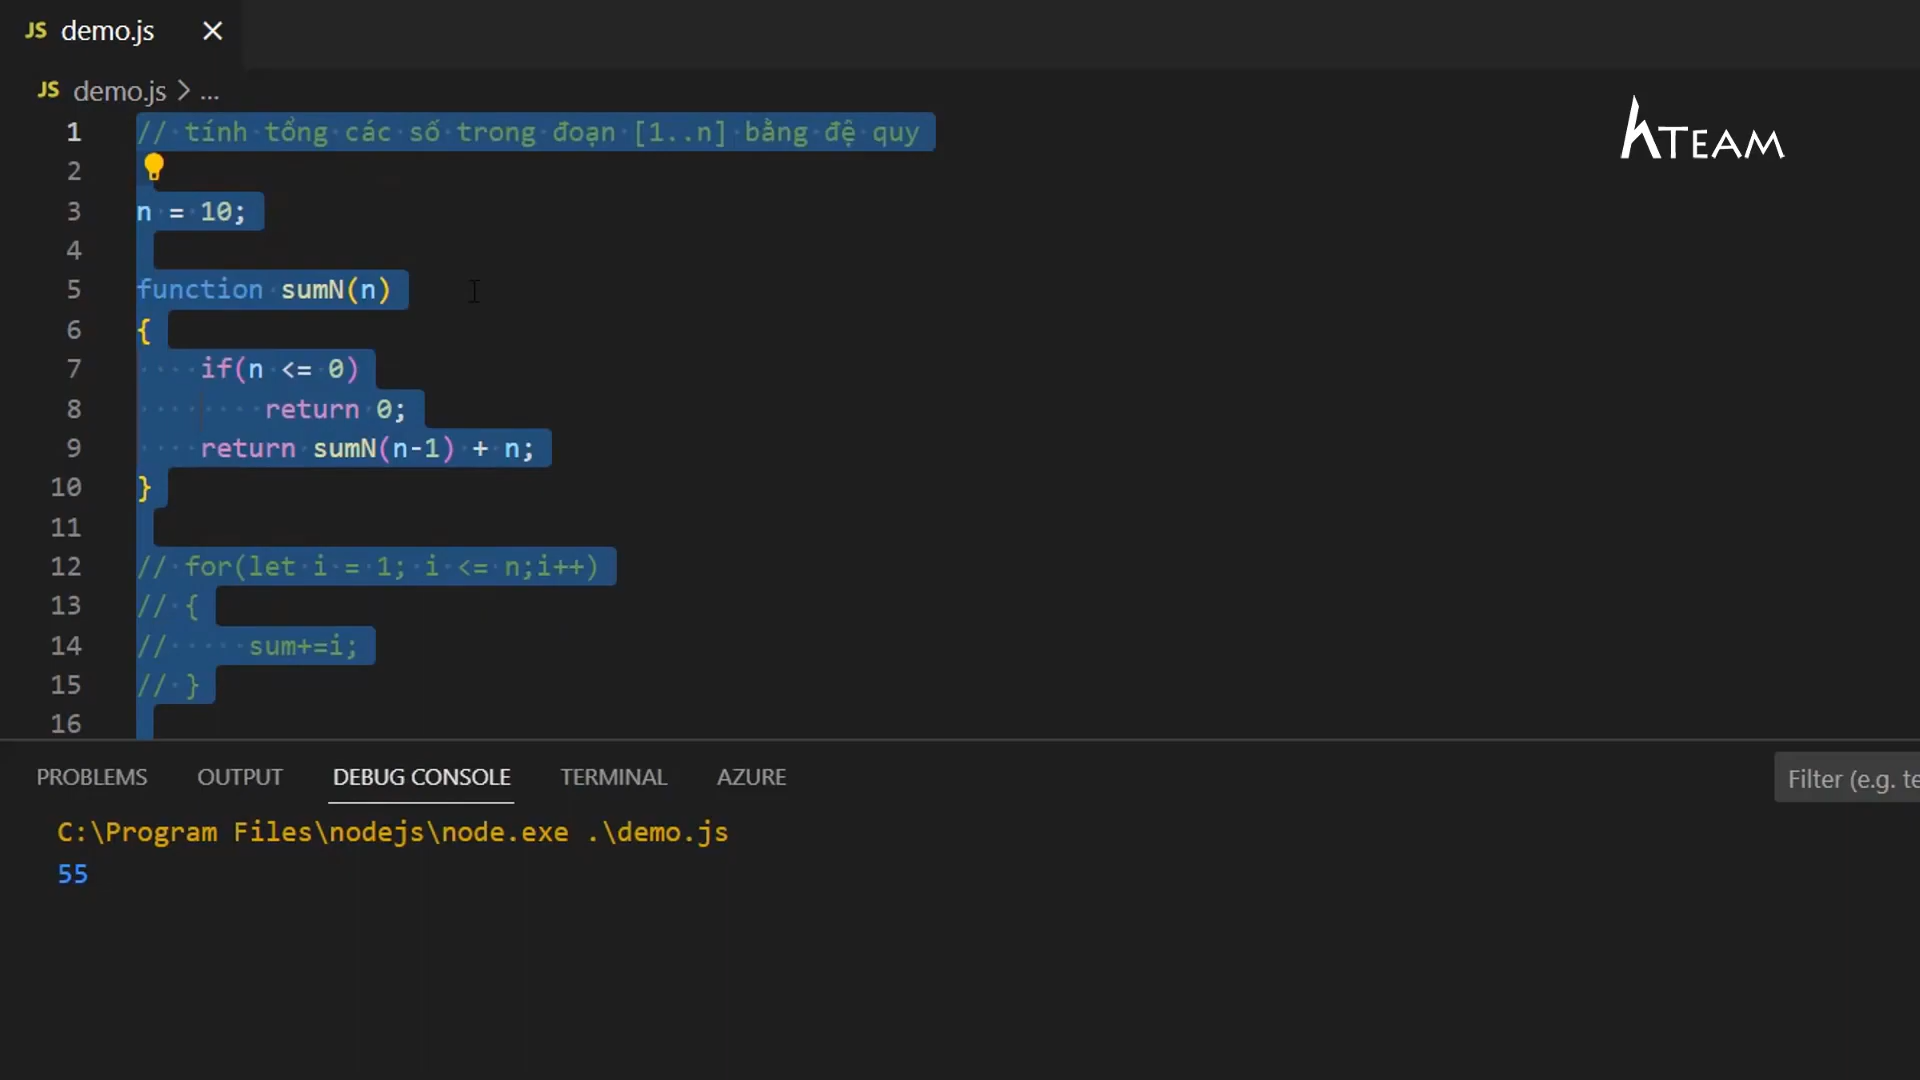 JS demo.js
JS demo.js > ...
hTEAM
1 // tính tổng các số trong đoạn [1..n] bằng đệ quy
2
3 n = 10;
4
5 function sumN(n)
6 {
7 if(n <= 0)
8 return 0;
9 return sumN(n-1) + n;
10 }
11
12 // for(let i = 1; i <= n;i++)
13 // {
14 // sum+=i;
15 // }
16
PROBLEMS OUTPUT DEBUG CONSOLE TERMINAL AZURE Filter (e.g. te
C:\Program Files\nodejs\node.exe .\demo.js
55